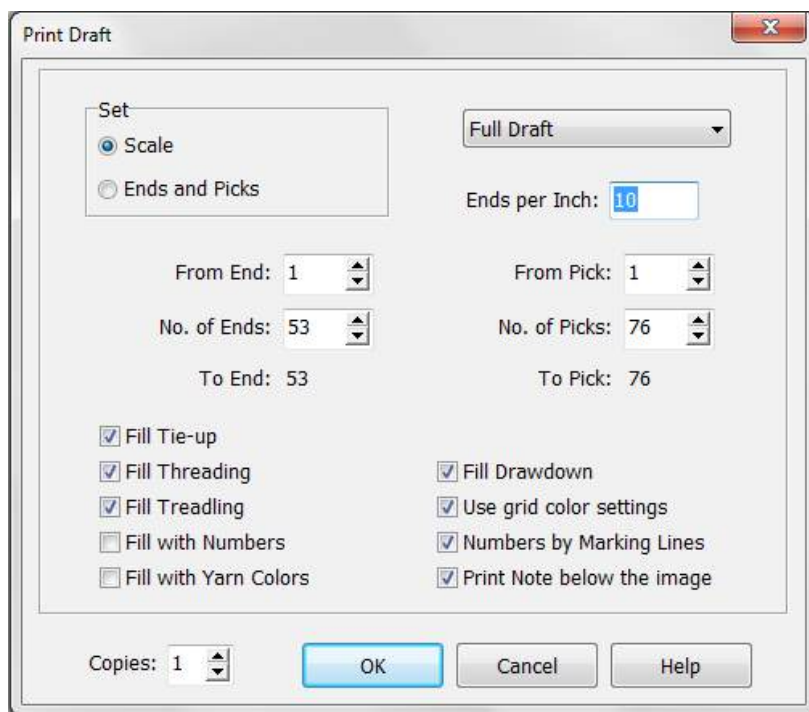 Print Draft
Set
Scale
Ends and Picks
Full Draft
Ends per Inch: 10
From End: 1
From Pick: 1
No. of Ends: 53
No. of Picks: 76
To End: 53
To Pick: 76
Fill Tie-up
Fill Threading
Fill Drawdown
Fill Treadling
Use grid color settings
Fill with Numbers
Numbers by Marking Lines
Fill with Yarn Colors
Print Note below the image
Copies: 1
OK
Cancel
Help